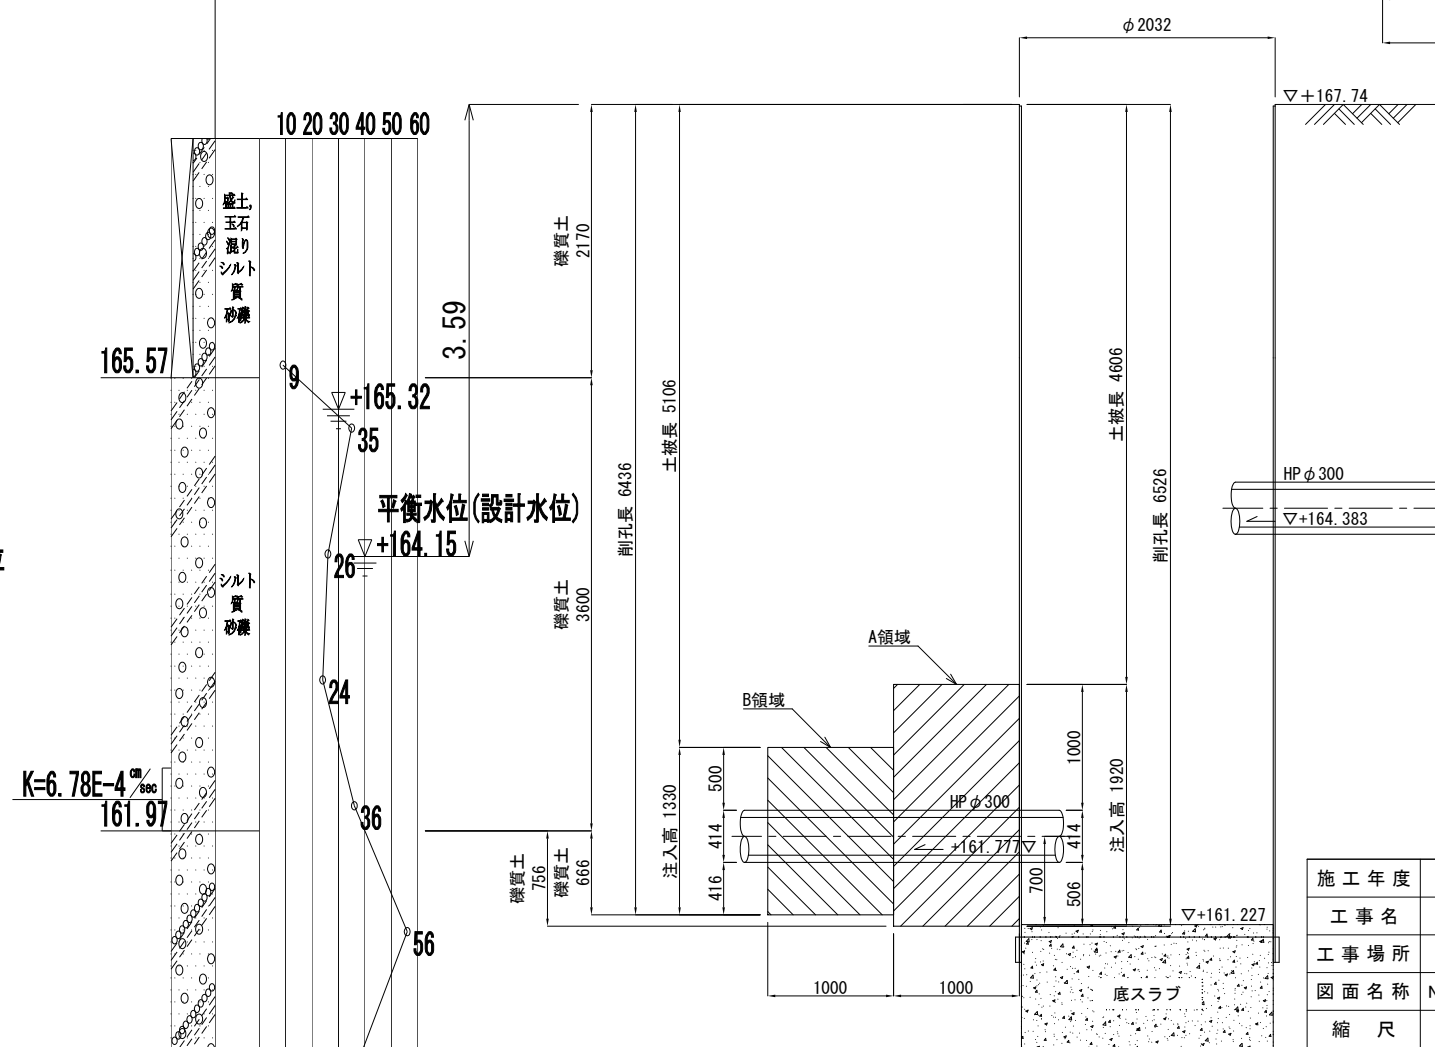 φ2032
▽+167.74
10 20 30 40 50 60
盛土,
玉石
混り
シルト
質
砂礫
礫質土
2170
3.59
165.57
9
+165.32
35
土被長 5106
土被長 4606
削孔長 6436
削孔長 6526
HPφ300
▽+164.383
平衡水位(設計水位)
+164.15
26
シルト
質
砂礫
礫質土
3600
A領域
24
B領域
K=6.78E-4 cm/sec
161.97
36
500
1000
注入高 1330
注入高 1920
HPφ300
414
414
+161.777▽
700
礫質土
756
礫質土
666
416
506
▽+161.227
56
1000
1000
底スラブ
施工年度
工事名
工事場所
図面名称
N
縮 尺